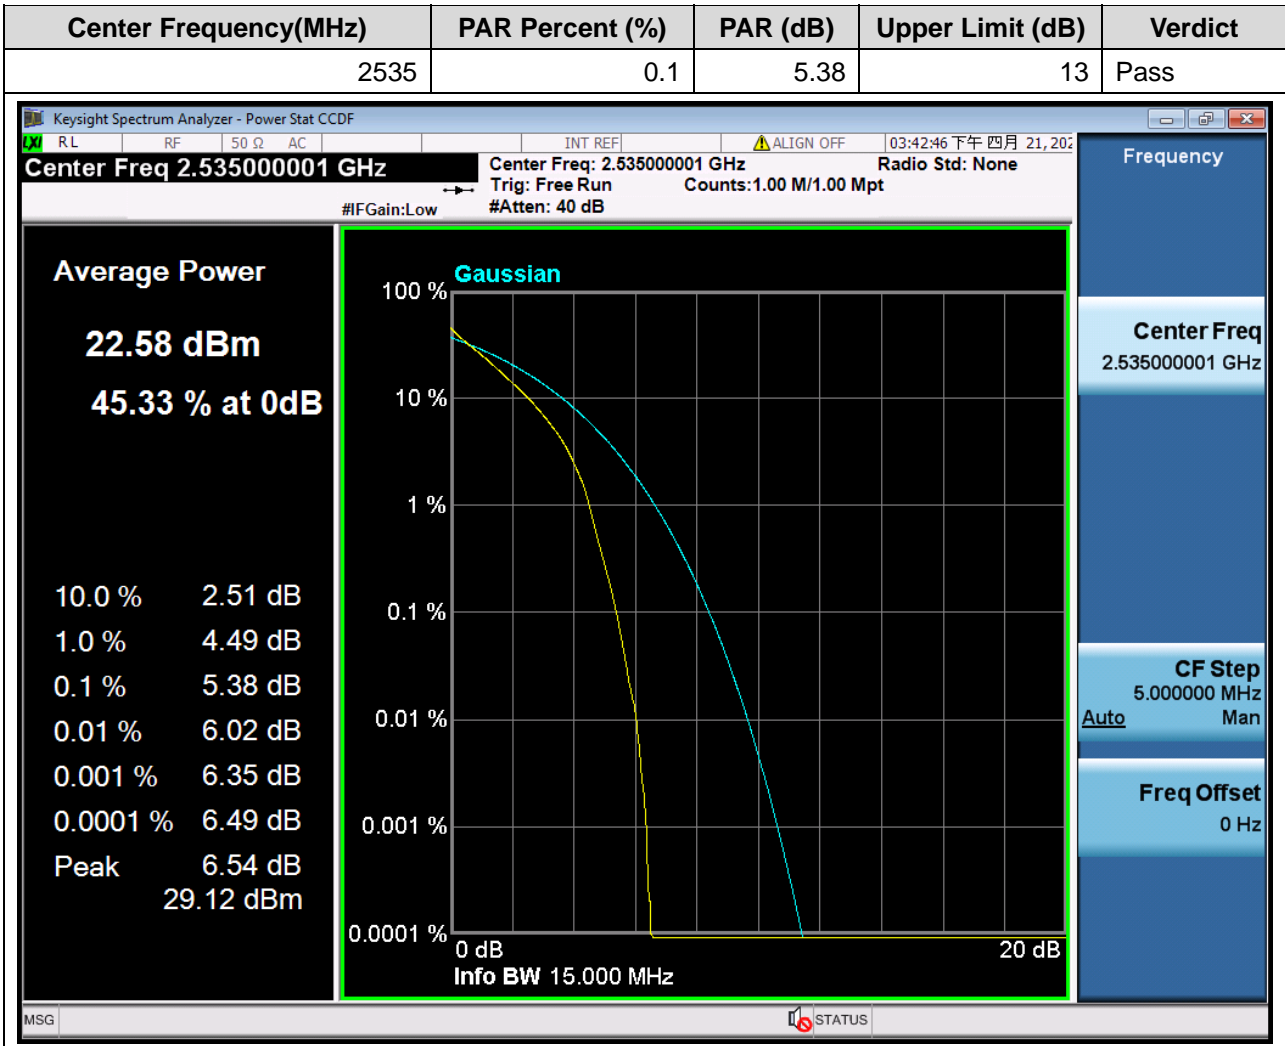 Center Frequency(MHz) PAR Percent (%) PAR (dB) Upper Limit (dB) Verdict
2535 0.1 5.38 13 Pass
Keysight Spectrum Analyzer - Power Stat CCDF
LXI RL RF 50 Ω AC INT REF ALIGN OFF 03:42:46 下午 四月 21, 202
Center Freq 2.535000001 GHz
#IFGain:Low
Center Freq: 2.535000001 GHz Radio Std: None
Trig: Free Run Counts:1.00 M/1.00 Mpt
#Atten: 40 dB
Average Power
22.58 dBm
45.33 % at 0dB
10.0 % 2.51 dB
1.0 % 4.49 dB
0.1 % 5.38 dB
0.01 % 6.02 dB
0.001 % 6.35 dB
0.0001 % 6.49 dB
Peak 6.54 dB
29.12 dBm
Gaussian
100 %
10 %
1 %
0.1 %
0.01 %
0.001 %
0.0001 %
0 dB 20 dB
Info BW 15.000 MHz
Frequency
Center Freq
2.535000001 GHz
CF Step
5.000000 MHz
Auto Man
Freq Offset
0 Hz
MSG STATUS